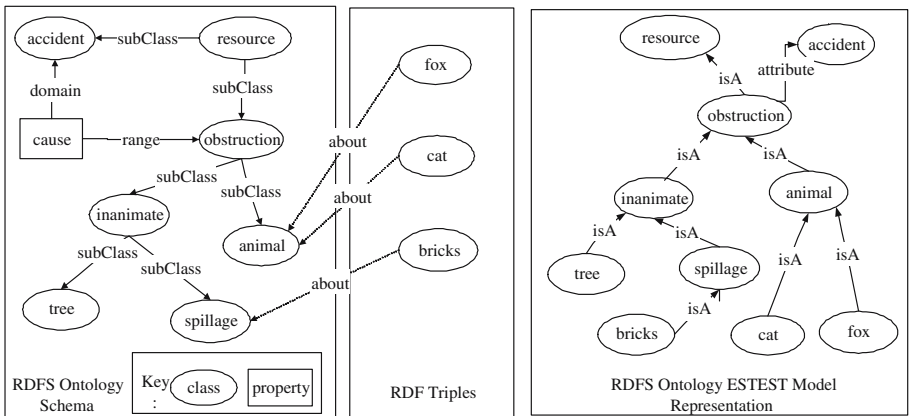 accident
subClass
resource
domain
subClass
cause
range
obstruction
subClass
subClass
inanimate
animal
subClass
subClass
tree
spillage
RDFS Ontology
Schema
Key
:
class
property
fox
about
cat
about
bricks
about
RDF Triples
resource
accident
isA
attribute
obstruction
isA
isA
inanimate
animal
isA
isA
isA
isA
tree
spillage
isA
bricks
cat
fox
RDFS Ontology ESTEST Model
Representation